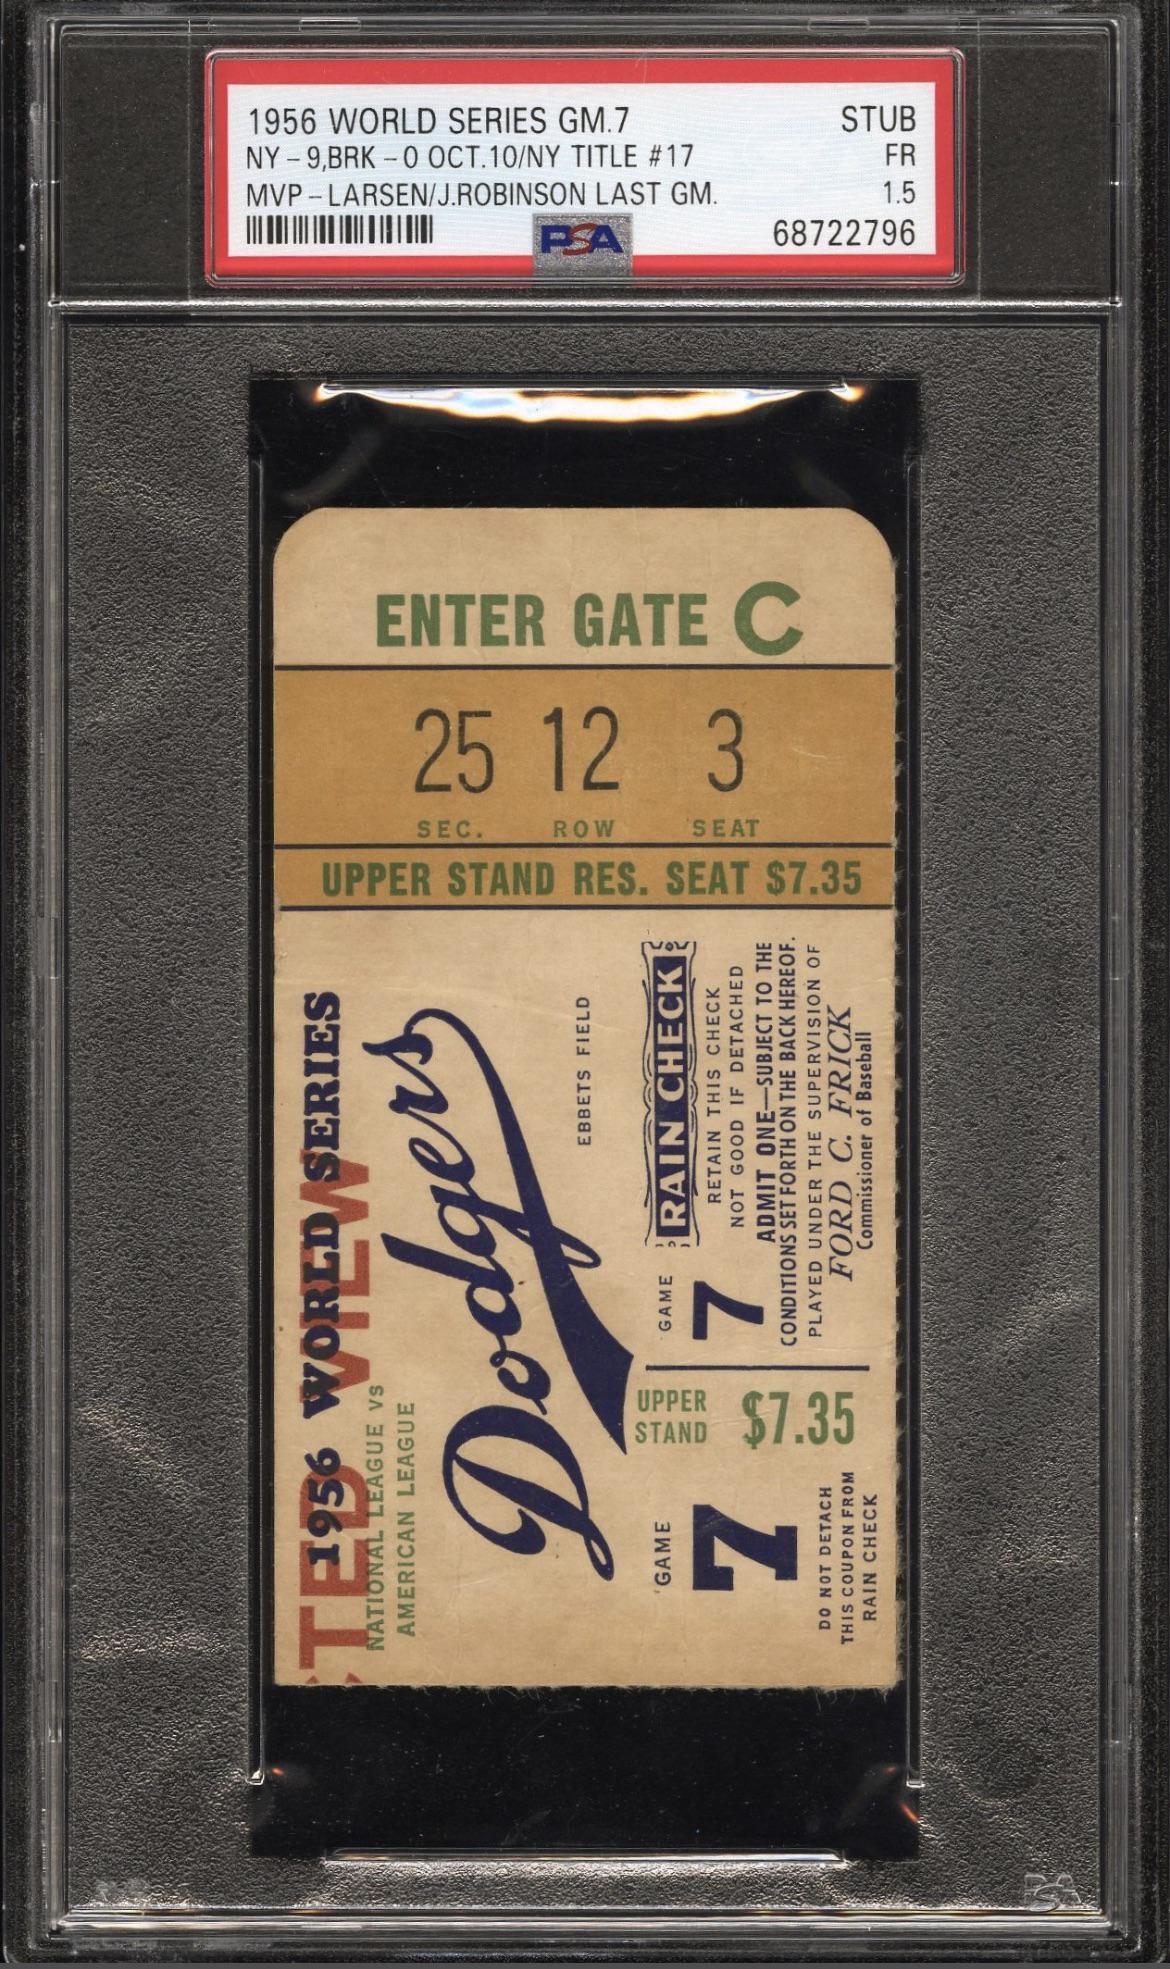 1956 WORLD SERIES GM.7 STUB
NY - 9,BRK - 0 OCT.10/NY TITLE #17 FR
MVP - LARSEN/J.ROBINSON LAST GM. 1.5
PSA 68722796
ENTER GATE C
25 12 3
SEC. ROW SEAT
UPPER STAND RES. SEAT $7.35
1956 WORLD SERIES
CTED VIEW
NATIONAL LEAGUE VS
AMERICAN LEAGUE
Dodgers
EBBETS FIELD
RAIN CHECK
RETAIN THIS CHECK
NOT GOOD IF DETACHED
ADMIT ONE—SUBJECT TO THE
CONDITIONS SET FORTH ON THE BACK HEREOF.
PLAYED UNDER THE SUPERVISION OF
FORD C. FRICK
Commissioner of Baseball
GAME
7
UPPER
STAND $7.35
GAME
7
DO NOT DETACH
THIS COUPON FROM
RAIN CHECK
PSA